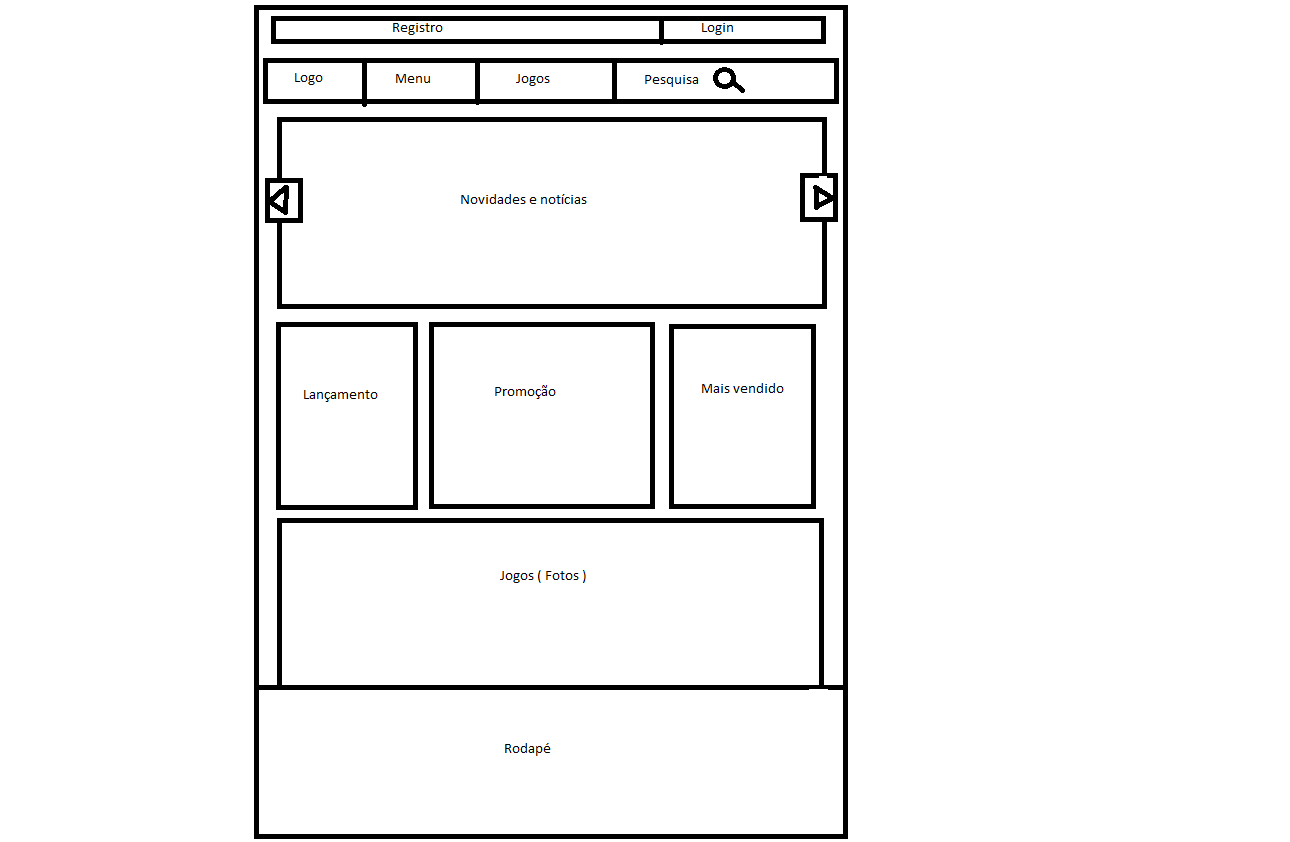 Registro
Login
Logo
Menu
Jogos
Pesquisa
Novidades e notícias
Lançamento
Promoção
Mais vendido
Jogos ( Fotos )
Rodapé